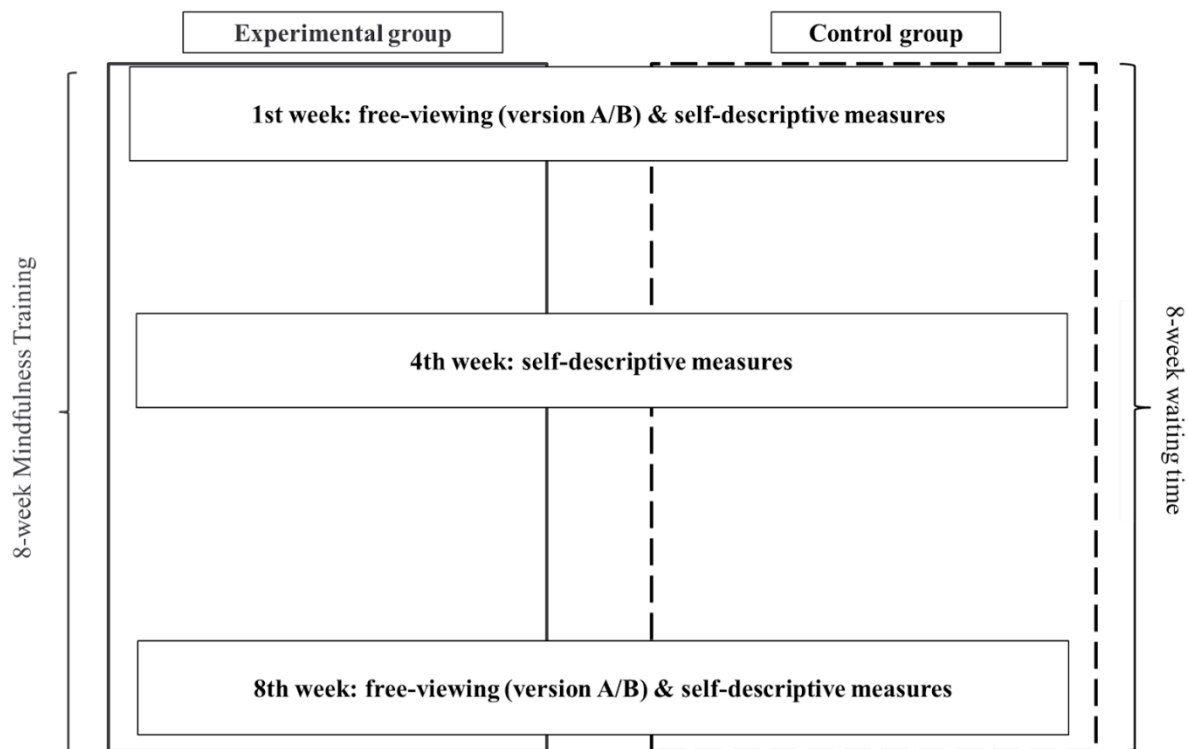 Experimental group
Control group
1st week: free-viewing (version A/B) & self-descriptive measures
8-week Mindfulness Training
4th week: self-descriptive measures
8-week waiting time
8th week: free-viewing (version A/B) & self-descriptive measures